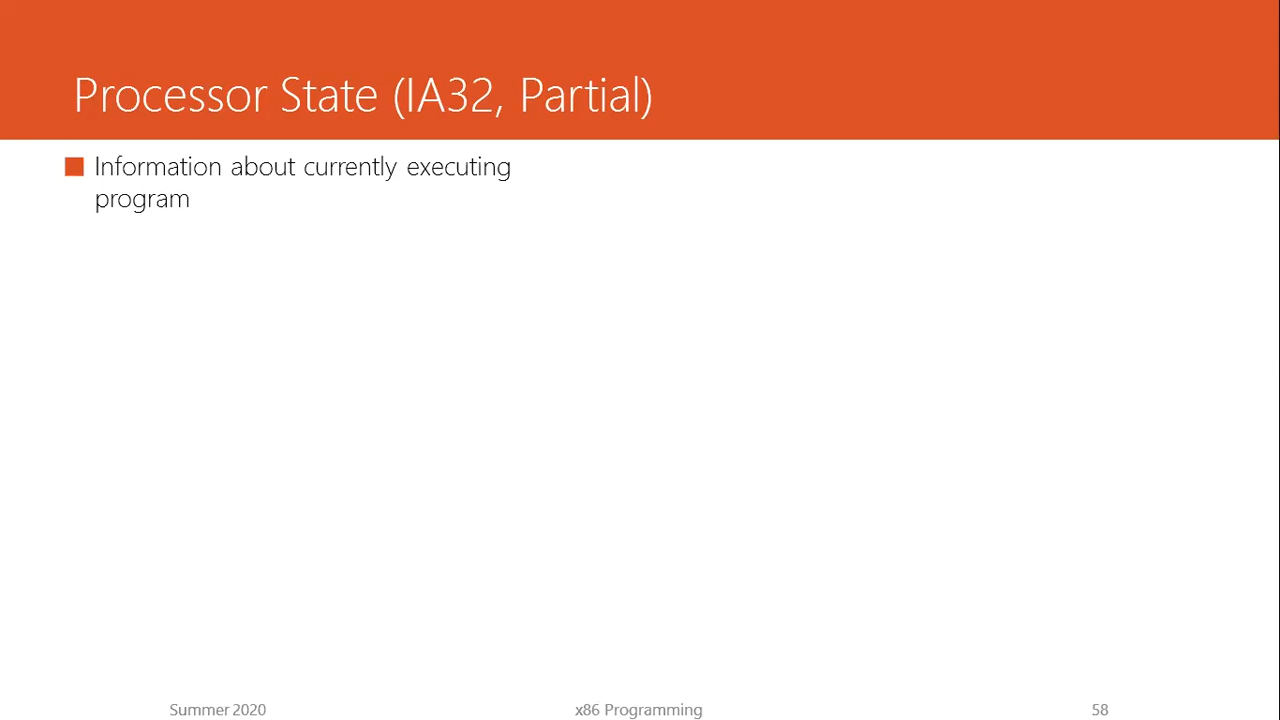 Processor State (IA32, Partial)
Information about currently executing
program
Summer 2020
x86 Programming
58